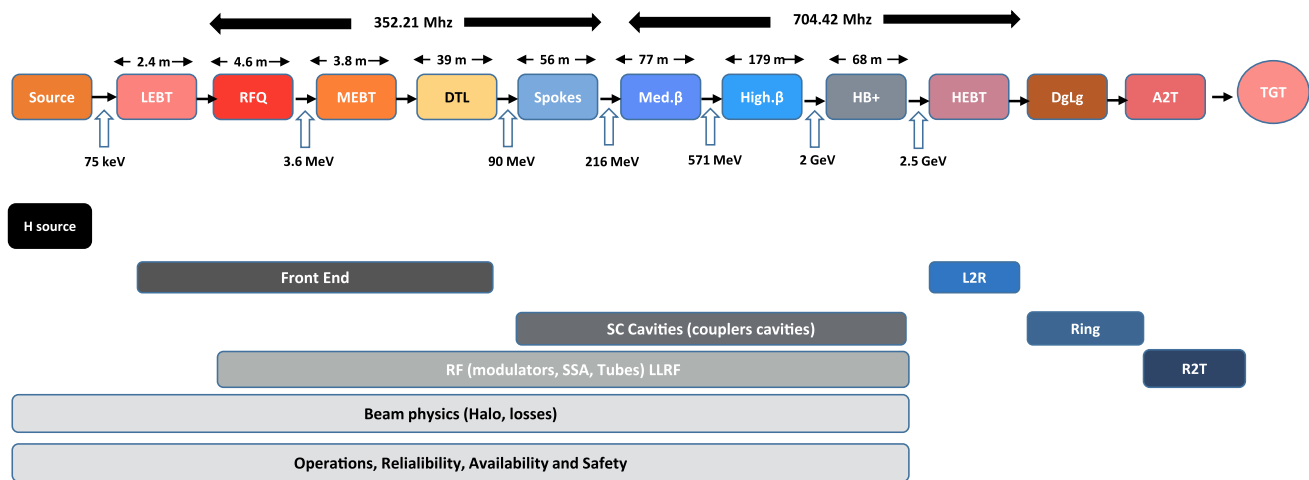 352.21 Mhz
704.42 Mhz
2.4 m
4.6 m
3.8 m
39 m
56 m
77 m
179 m
68 m
Source
LEBT
RFQ
MEBT
DTL
Spokes
Med.β
High.β
HB+
HEBT
DgLg
A2T
TGT
75 keV
3.6 MeV
90 MeV
216 MeV
571 MeV
2 GeV
2.5 GeV
H source
Front End
L2R
SC Cavities (couplers cavities)
Ring
RF (modulators, SSA, Tubes) LLRF
R2T
Beam physics (Halo, losses)
Operations, Relialibility, Availability and Safety